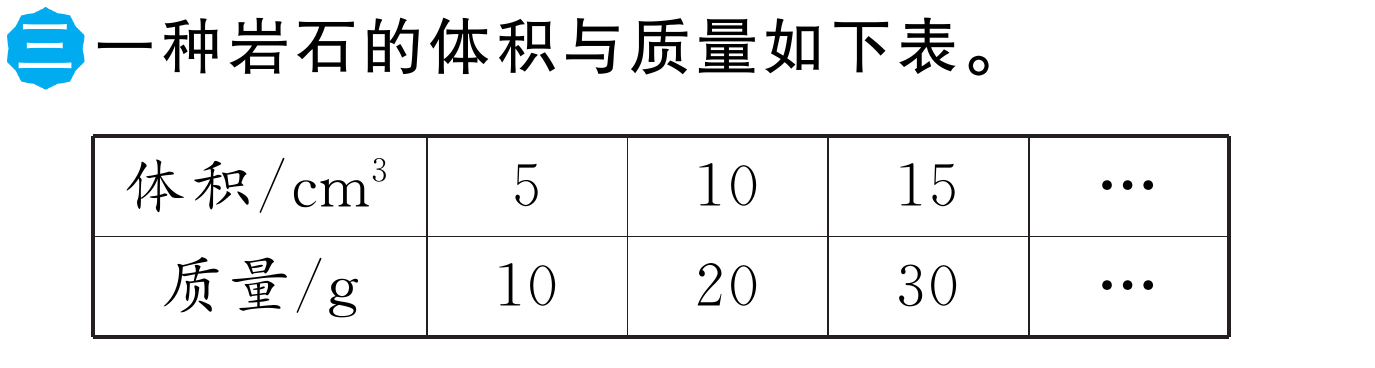 三 一种岩石的体积与质量如下表。
体积/cm³ 5 10 15 …
质量/g 10 20 30 …